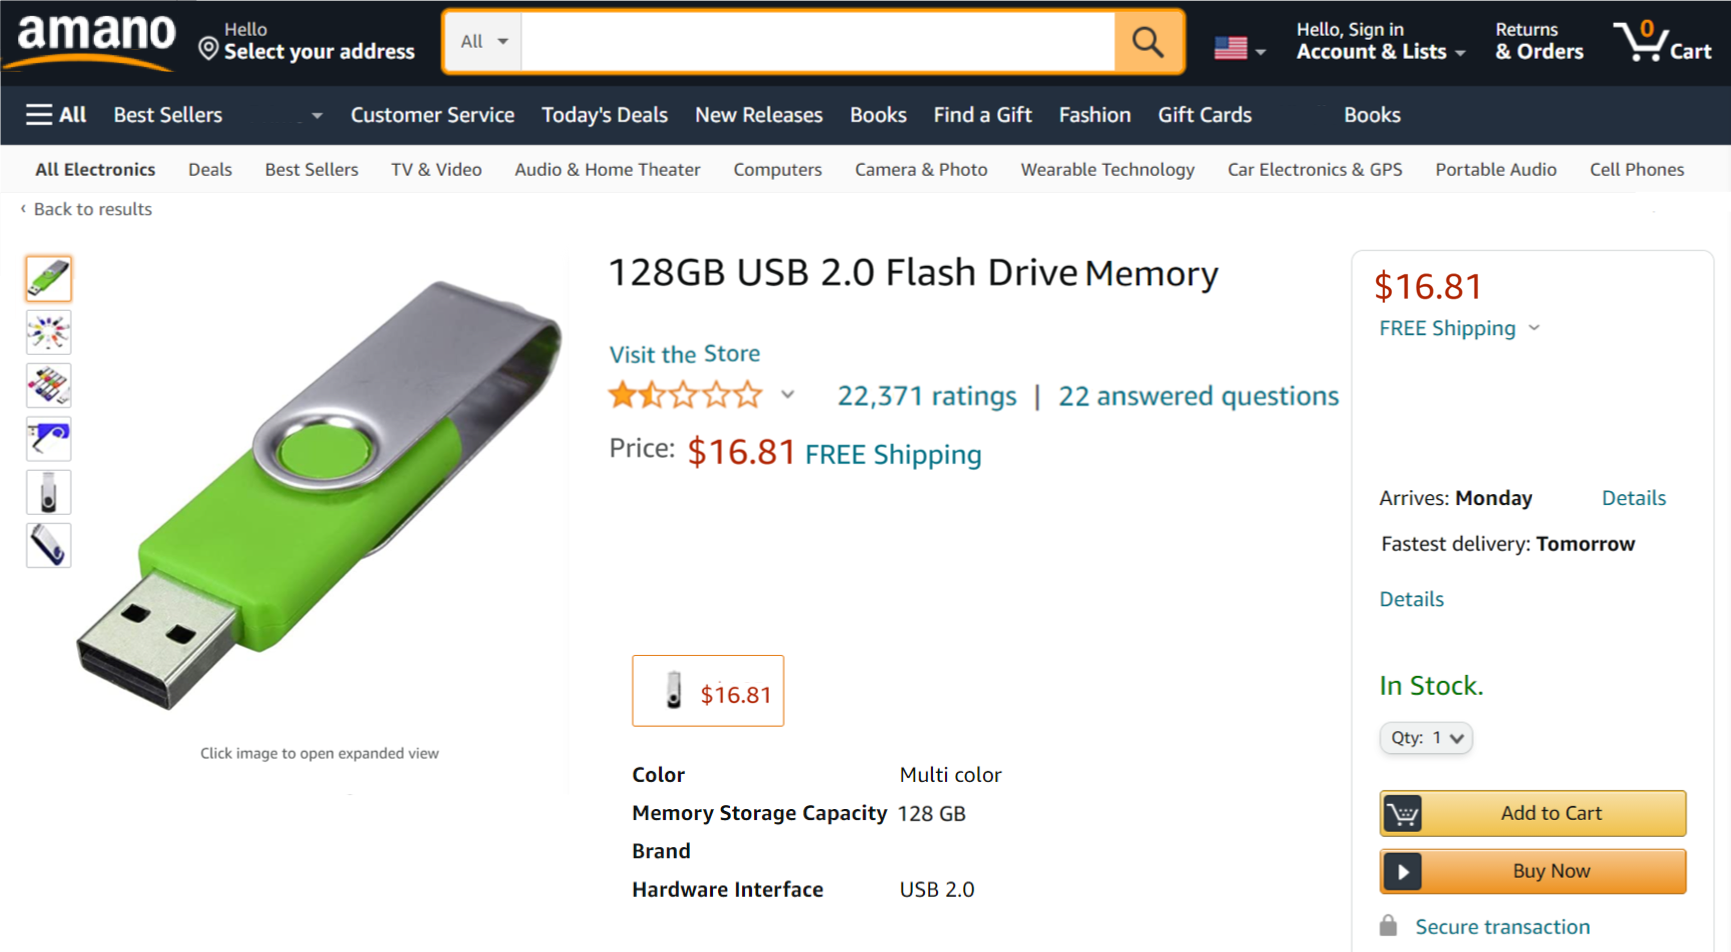 amano
Hello
Select your address
All
Hello, Sign in
Account & Lists
Returns
& Orders
0
Cart
All Best Sellers Customer Service Today's Deals New Releases Books Find a Gift Fashion Gift Cards Books
All Electronics Deals Best Sellers TV & Video Audio & Home Theater Computers Camera & Photo Wearable Technology Car Electronics & GPS Portable Audio Cell Phones
‹ Back to results
128GB USB 2.0 Flash Drive Memory
Visit the Store
22,371 ratings | 22 answered questions
Price: $16.81 FREE Shipping
$16.81
Color Multi color
Memory Storage Capacity 128 GB
Brand
Hardware Interface USB 2.0
Click image to open expanded view
$16.81
FREE Shipping
Arrives: Monday Details
Fastest delivery: Tomorrow
Details
In Stock.
Qty: 1
Add to Cart
Buy Now
Secure transaction